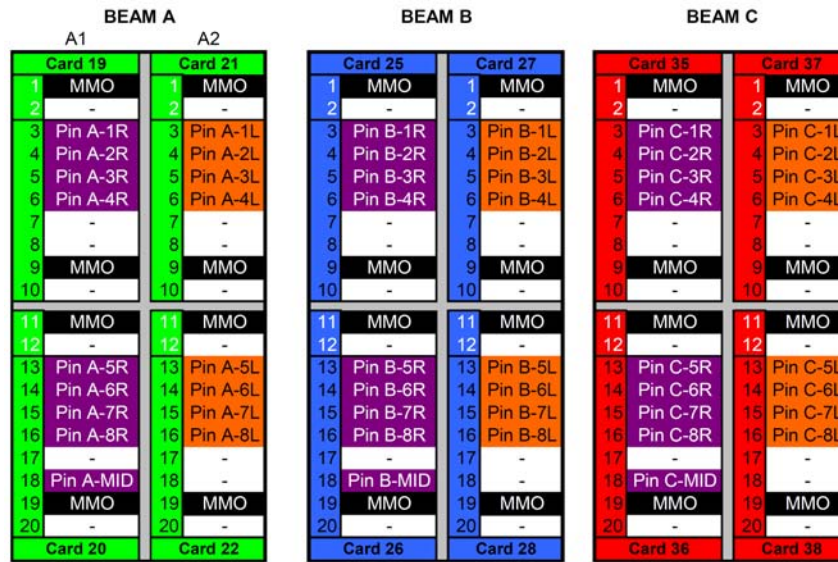 BEAM A BEAM B BEAM C
A1 A2
Card 19 Card 21 Card 25 Card 27 Card 35 Card 37
1 MMO 1 MMO 1 MMO 1 MMO 1 MMO 1 MMO
2 - 2 - 2 - 2 - 2 - 2 -
3 Pin A-1R 3 Pin A-1L 3 Pin B-1R 3 Pin B-1L 3 Pin C-1R 3 Pin C-1L
4 Pin A-2R 4 Pin A-2L 4 Pin B-2R 4 Pin B-2L 4 Pin C-2R 4 Pin C-2L
5 Pin A-3R 5 Pin A-3L 5 Pin B-3R 5 Pin B-3L 5 Pin C-3R 5 Pin C-3L
6 Pin A-4R 6 Pin A-4L 6 Pin B-4R 6 Pin B-4L 6 Pin C-4R 6 Pin C-4L
7 - 7 - 7 - 7 - 7 - 7 -
8 - 8 - 8 - 8 - 8 - 8 -
9 MMO 9 MMO 9 MMO 9 MMO 9 MMO 9 MMO
10 - 10 - 10 - 10 - 10 - 10 -
11 MMO 11 MMO 11 MMO 11 MMO 11 MMO 11 MMO
12 - 12 - 12 - 12 - 12 - 12 -
13 Pin A-5R 13 Pin A-5L 13 Pin B-5R 13 Pin B-5L 13 Pin C-5R 13 Pin C-5L
14 Pin A-6R 14 Pin A-6L 14 Pin B-6R 14 Pin B-6L 14 Pin C-6R 14 Pin C-6L
15 Pin A-7R 15 Pin A-7L 15 Pin B-7R 15 Pin B-7L 15 Pin C-7R 15 Pin C-7L
16 Pin A-8R 16 Pin A-8L 16 Pin B-8R 16 Pin B-8L 16 Pin C-8R 16 Pin C-8L
17 - 17 - 17 - 17 - 17 - 17 -
18 Pin A-MID 18 - 18 Pin B-MID 18 - 18 Pin C-MID 18 -
19 MMO 19 MMO 19 MMO 19 MMO 19 MMO 19 MMO
20 - 20 - 20 - 20 - 20 - 20 -
Card 20 Card 22 Card 26 Card 28 Card 36 Card 38